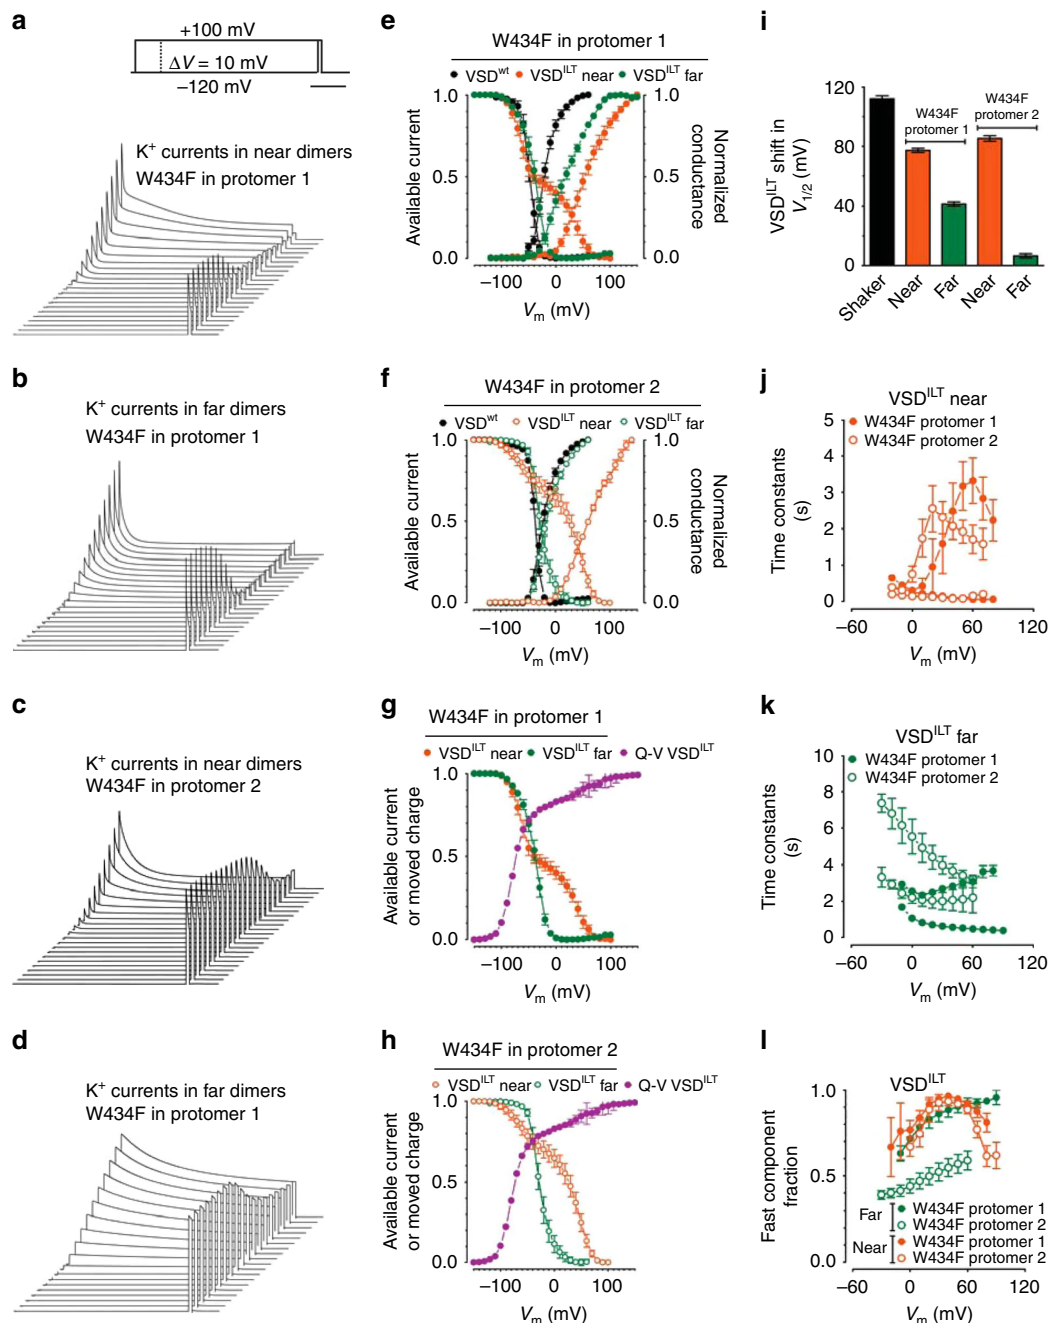 a
+100 mV
ΔV = 10 mV
−120 mV
K+ currents in near dimers
W434F in protomer 1
b
K+ currents in far dimers
W434F in protomer 1
c
K+ currents in near dimers
W434F in protomer 2
d
K+ currents in far dimers
W434F in protomer 1
e
W434F in protomer 1
VSDwt VSDILT near VSDILT far
Available current
1.0
0.5
0.0
1.0
0.5
0.0
Normalized conductance
−100 0 100
Vm (mV)
f
W434F in protomer 2
VSDwt VSDILT near VSDILT far
Available current
1.0
0.5
0.0
1.0
0.5
0.0
Normalized conductance
−100 0 100
Vm (mV)
g
W434F in protomer 1
VSDILT near VSDILT far Q-V VSDILT
Available current
or moved charge
1.0
0.5
0.0
−100 0 100
Vm (mV)
h
W434F in protomer 2
VSDILT near VSDILT far Q-V VSDILT
Available current
or moved charge
1.0
0.5
0.0
−100 0 100
Vm (mV)
i
VSDILT shift in
V1/2 (mV)
120
80
40
0
W434F
protomer 1
W434F
protomer 2
Shaker Near Far Near Far
j
VSDILT near
W434F protomer 1
W434F protomer 2
Time constants
(s)
5
4
3
2
1
0
−60 0 60 120
Vm (mV)
k
VSDILT far
W434F protomer 1
W434F protomer 2
Time constants
(s)
10
8
6
4
2
0
−60 0 60 120
Vm (mV)
l
VSDILT
Fast component
fraction
1.0
0.5
0.0
Far
W434F protomer 1
W434F protomer 2
Near
W434F protomer 1
W434F protomer 2
−60 0 60 120
Vm (mV)